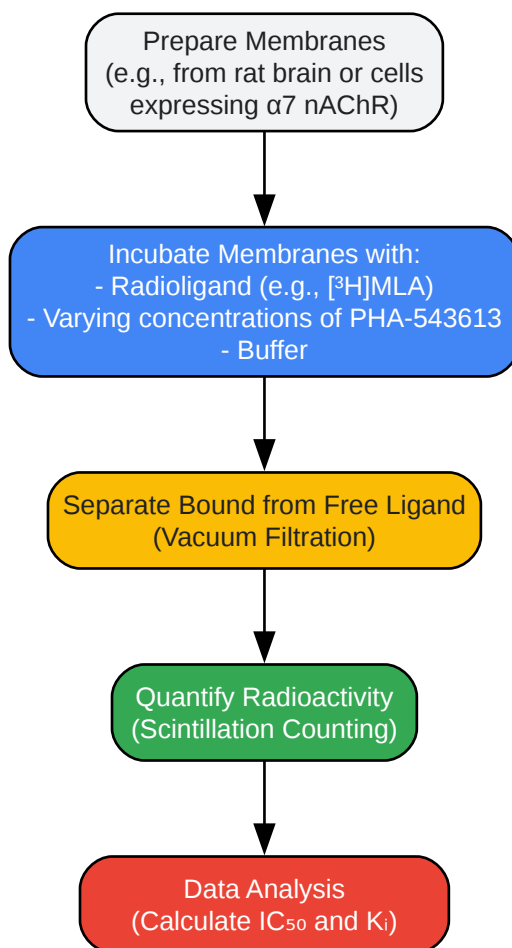 Prepare Membranes
(e.g., from rat brain or cells
expressing α7 nAChR)
Incubate Membranes with:
- Radioligand (e.g., [³H]MLA)
- Varying concentrations of PHA-543613
- Buffer
Separate Bound from Free Ligand
(Vacuum Filtration)
Quantify Radioactivity
(Scintillation Counting)
Data Analysis
(Calculate IC₅₀ and Kᵢ)